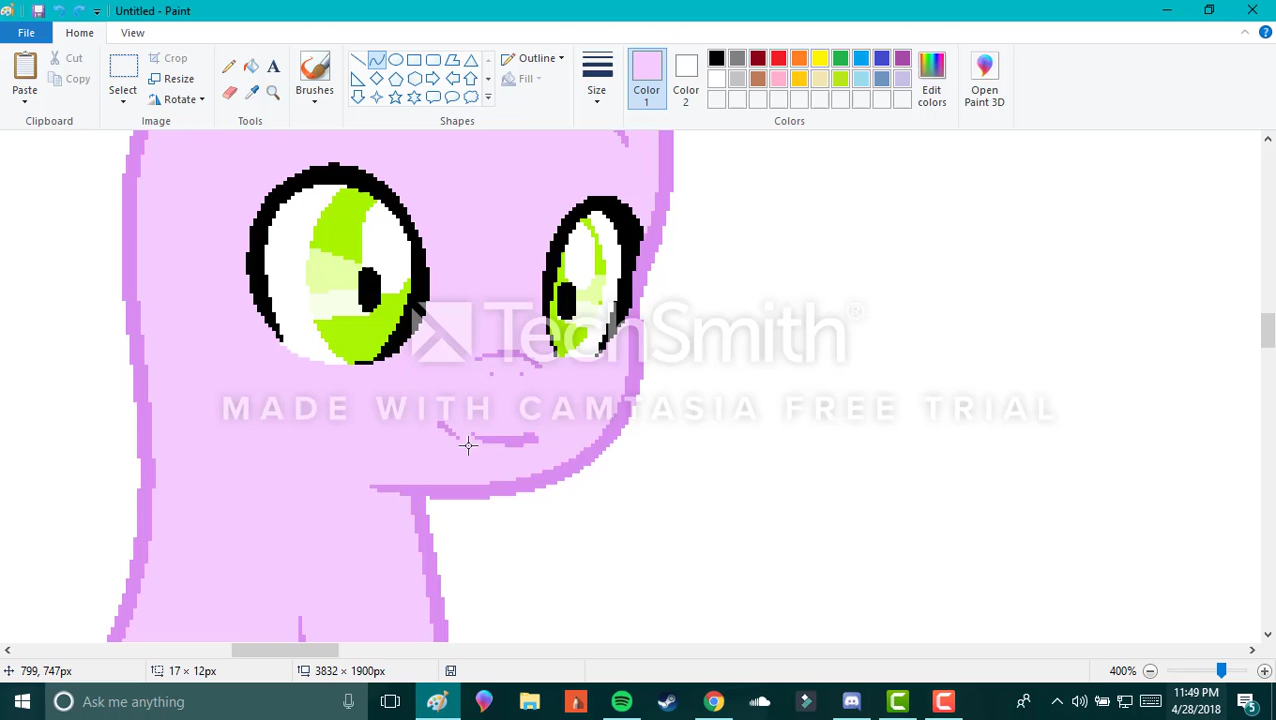 Untitled - Paint
File
Home
View
Paste
Cut
Copy
Clipboard
Select
Crop
Resize
Rotate
Image
A
Tools
Brushes
Shapes
Outline
Fill
Size
Color
1
Color
2
Edit
colors
Colors
Open
Paint 3D
TechSmith®
MADE WITH CAMTASIA FREE TRIAL
799, 747px
17 × 12px
3832 × 1900px
400%
Ask me anything
11:49 PM
4/28/2018
5